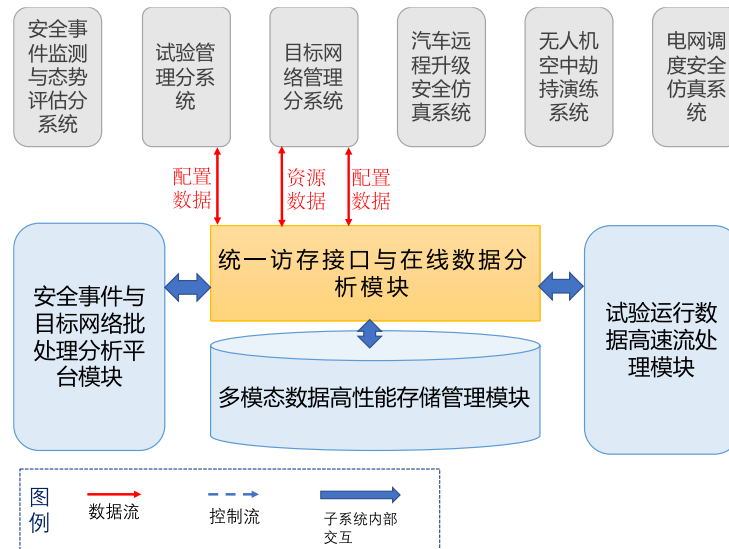 安全事
件监测
与态势
评估分
系统
试验管
理分系
统
目标网
络管理
分系统
汽车远
程升级
安全仿
真系统
无人机
空中劫
持演练
系统
电网调
度安全
仿真系
统
配置
数据
资源
数据
配置
数据
统一访存接口与在线数据分
析模块
安全事件与
目标网络批
处理分析平
台模块
试验运行数
据高速流处
理模块
多模态数据高性能存储管理模块
图
例
数据流
控制流
子系统内部
交互